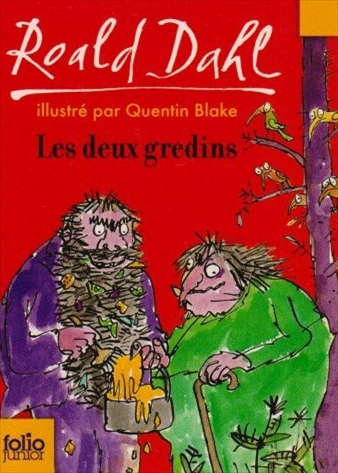 Roald Dahl
illustré par Quentin Blake
Les deux gredins
folio
junior